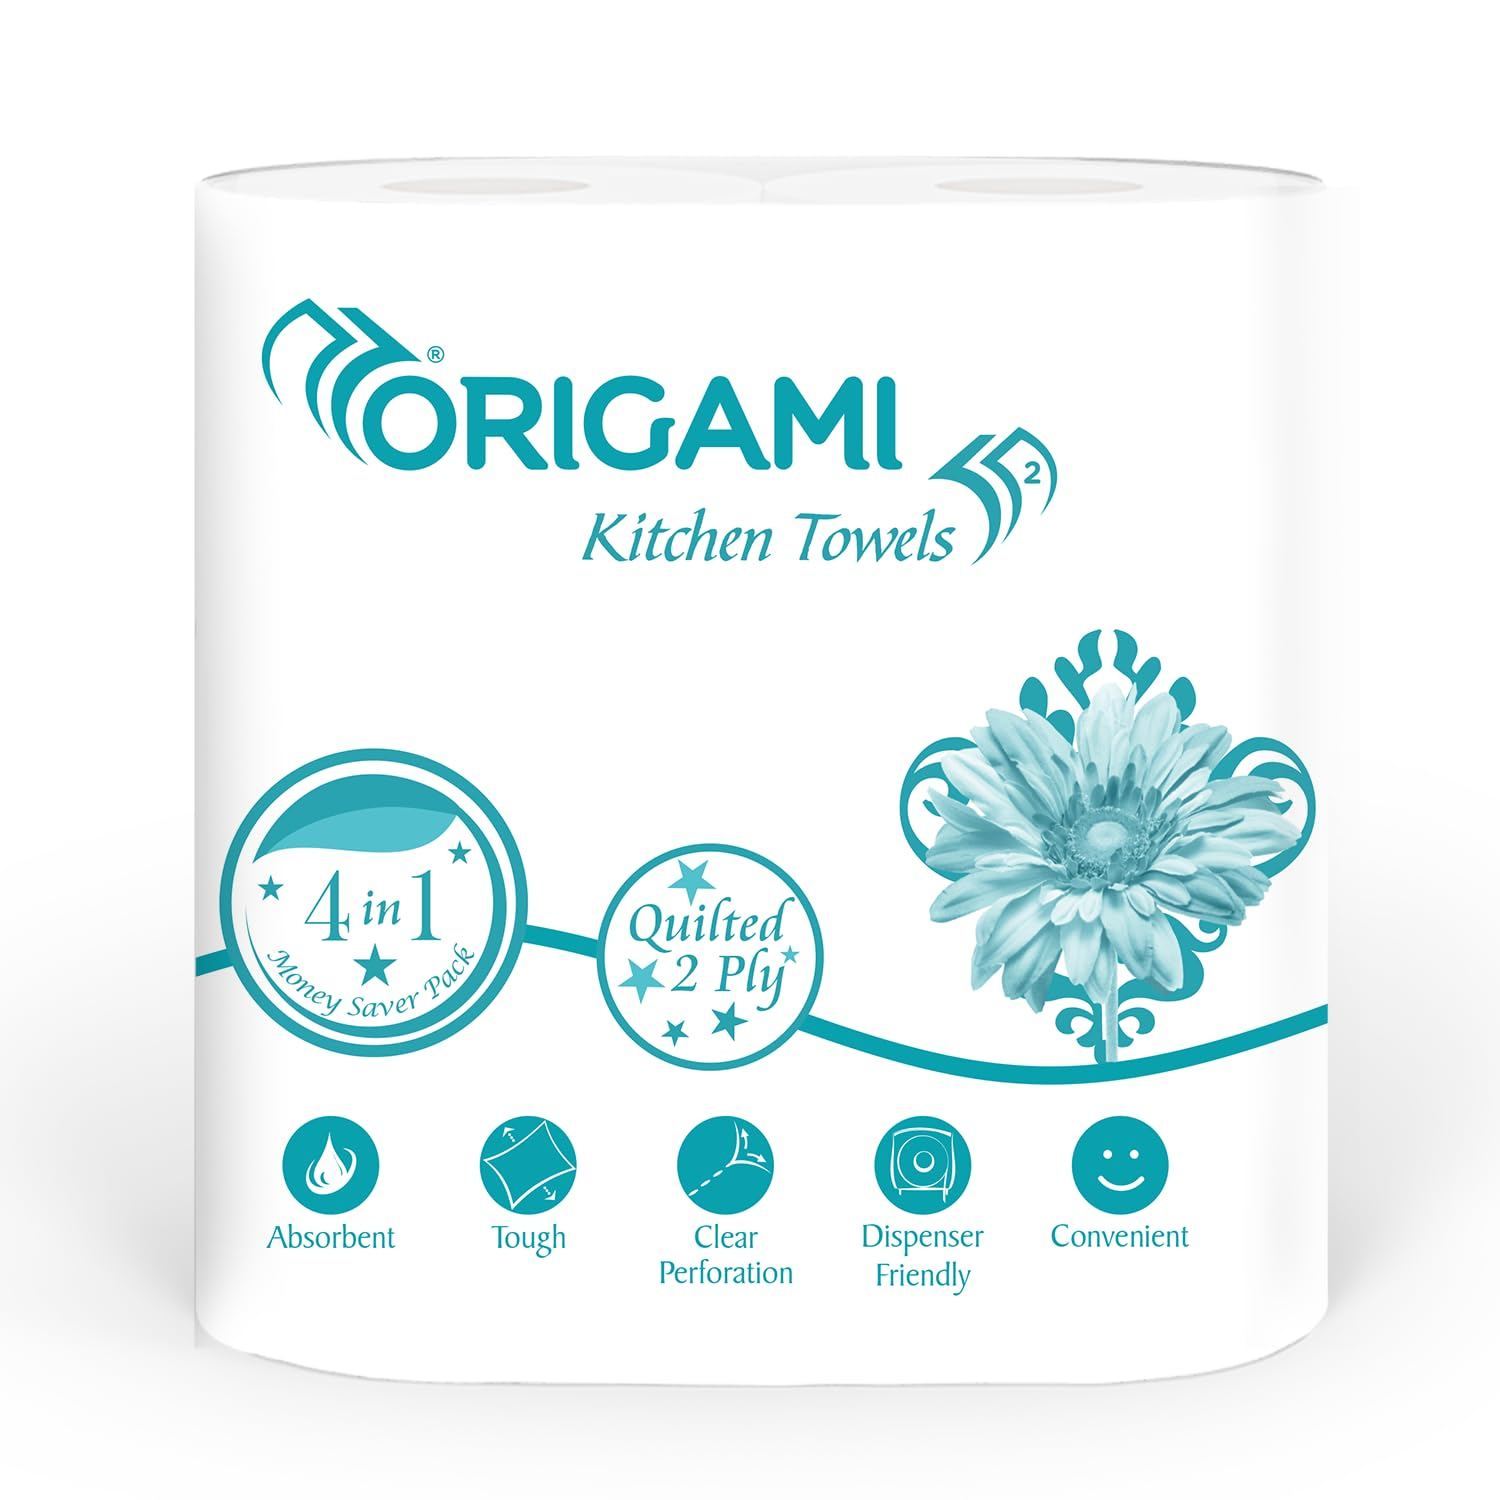 ®
ORIGAMI
2
Kitchen Towels
4 in 1
Money Saver Pack
Quilted
2 Ply
Absorbent
Tough
Clear
Perforation
Dispenser
Friendly
Convenient